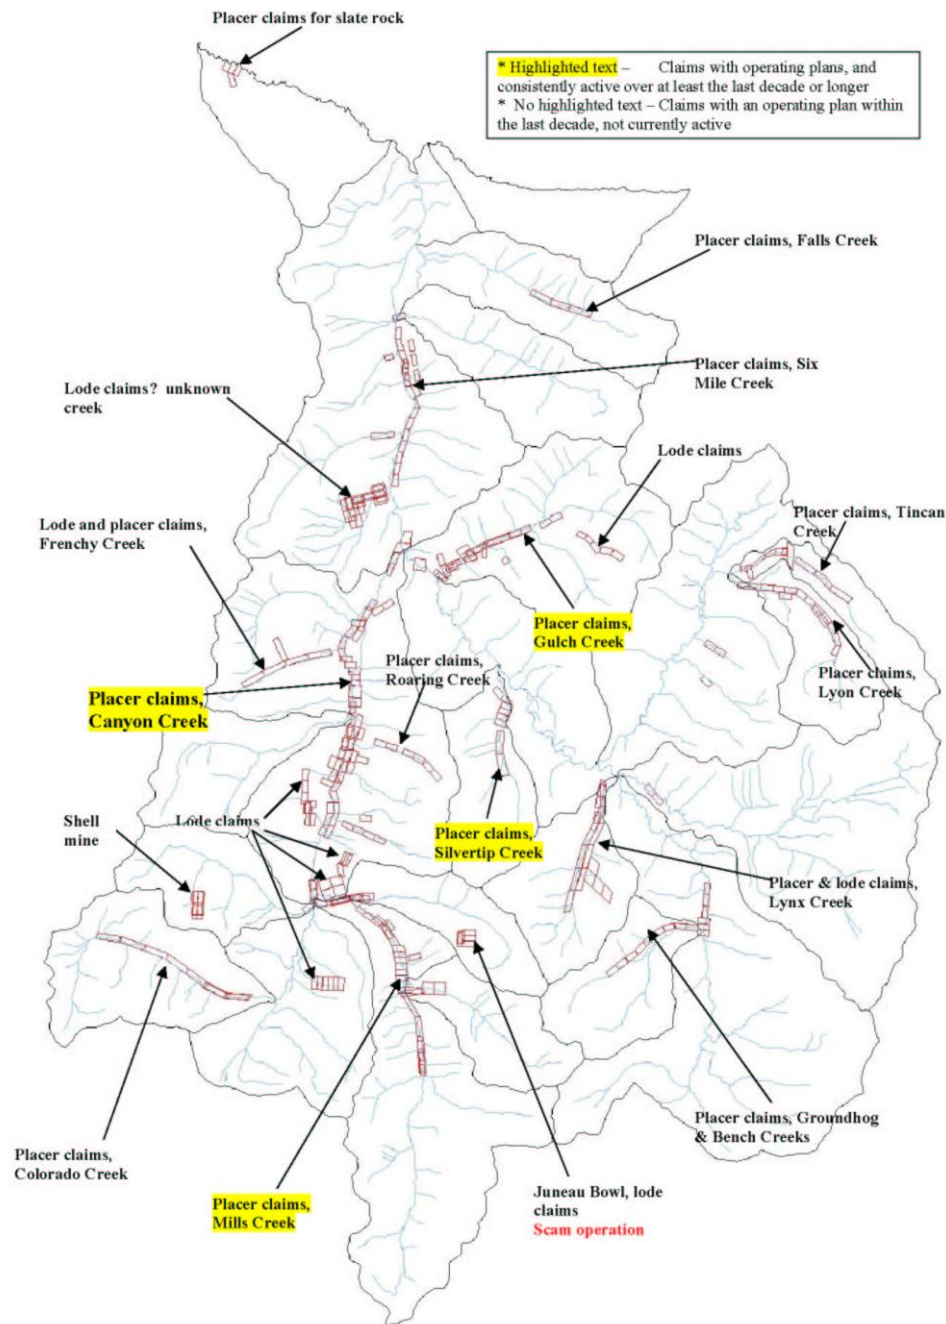 Placer claims for slate rock
* Highlighted text – Claims with operating plans, and
consistently active over at least the last decade or longer
* No highlighted text – Claims with an operating plan within
the last decade, not currently active
Placer claims, Falls Creek
Placer claims, Six
Mile Creek
Lode claims? unknown
creek
Lode claims
Placer claims, Tincan
Creek
Lode and placer claims,
Frenchy Creek
Placer claims,
Gulch Creek
Placer claims,
Roaring Creek
Placer claims,
Lyon Creek
Placer claims,
Canyon Creek
Shell
mine
Lode claims
Placer claims,
Silvertip Creek
Placer & lode claims,
Lynx Creek
Placer claims, Groundhog
& Bench Creeks
Placer claims,
Colorado Creek
Placer claims,
Mills Creek
Juneau Bowl, lode
claims
Scam operation